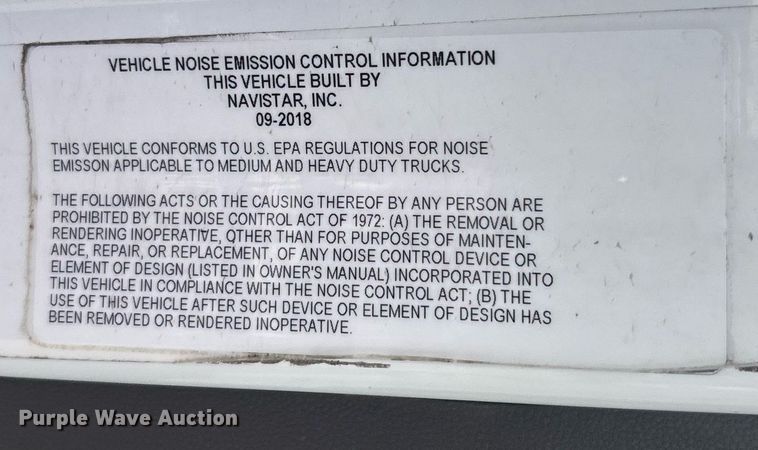 VEHICLE NOISE EMISSION CONTROL INFORMATION
THIS VEHICLE BUILT BY
NAVISTAR, INC.
09-2018
THIS VEHICLE CONFORMS TO U.S. EPA REGULATIONS FOR NOISE
EMISSON APPLICABLE TO MEDIUM AND HEAVY DUTY TRUCKS.
THE FOLLOWING ACTS OR THE CAUSING THEREOF BY ANY PERSON ARE
PROHIBITED BY THE NOISE CONTROL ACT OF 1972: (A) THE REMOVAL OR
RENDERING INOPERATIVE, OTHER THAN FOR PURPOSES OF MAINTEN-
ANCE, REPAIR, OR REPLACEMENT, OF ANY NOISE CONTROL DEVICE OR
ELEMENT OF DESIGN (LISTED IN OWNER'S MANUAL) INCORPORATED INTO
THIS VEHICLE IN COMPLIANCE WITH THE NOISE CONTROL ACT; (B) THE
USE OF THIS VEHICLE AFTER SUCH DEVICE OR ELEMENT OF DESIGN HAS
BEEN REMOVED OR RENDERED INOPERATIVE.
Purple Wave Auction